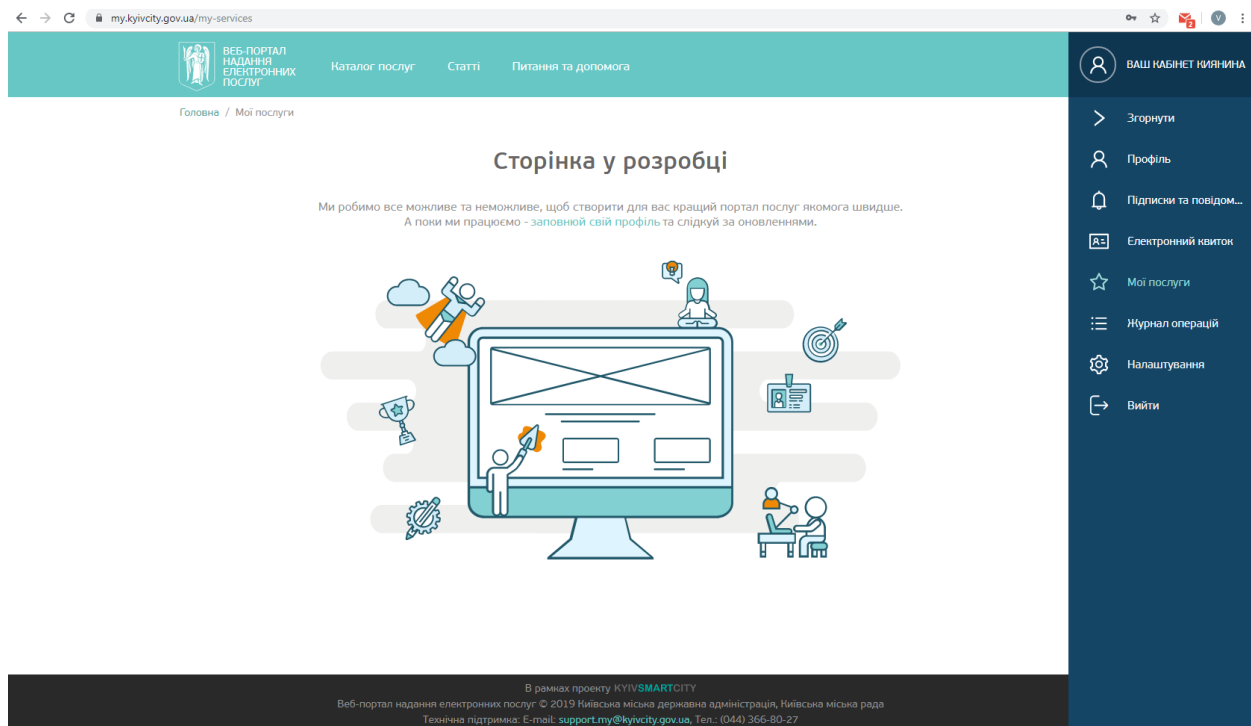 my.kyivcity.gov.ua/my-services
2
V
ВЕБ-ПОРТАЛ
НАДАННЯ
ЕЛЕКТРОННИХ
ПОСЛУГ
Каталог послуг
Статті
Питання та допомога
ВАШ КАБІНЕТ КИЯНИНА
Головна / Мої послуги
Згорнути
Профіль
Підписки та повідом...
Електронний квиток
Мої послуги
Журнал операцій
Налаштування
Вийти
Сторінка у розробці
Ми робимо все можливе та неможливе, щоб створити для вас кращий портал послуг якомога швидше.
А поки ми працюємо - заповнюй свій профіль та слідкуй за оновленнями.
В рамках проекту KYIVSMARTCITY
Веб-портал надання електронних послуг © 2019 Київська міська державна адміністрація, Київська міська рада
Технічна підтримка: E-mail: support.my@kyivcity.gov.ua, Тел.: (044) 366-80-27